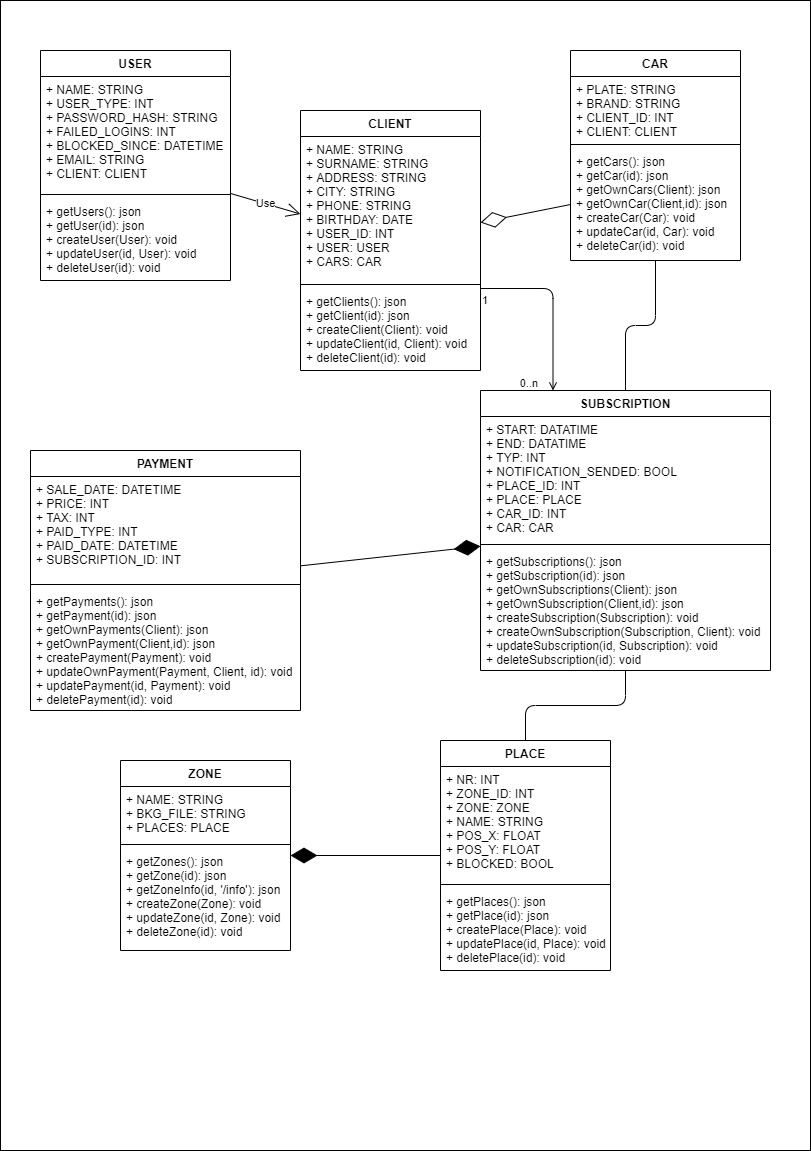 USER
+ NAME: STRING
+ USER_TYPE: INT
+ PASSWORD_HASH: STRING
+ FAILED_LOGINS: INT
+ BLOCKED_SINCE: DATETIME
+ EMAIL: STRING
+ CLIENT: CLIENT
+ getUsers(): json
+ getUser(id): json
+ createUser(User): void
+ updateUser(id, User): void
+ deleteUser(id): void
Use
CLIENT
+ NAME: STRING
+ SURNAME: STRING
+ ADDRESS: STRING
+ CITY: STRING
+ PHONE: STRING
+ BIRTHDAY: DATE
+ USER_ID: INT
+ USER: USER
+ CARS: CAR
+ getClients(): json
+ getClient(id): json
+ createClient(Client): void
+ updateClient(id, Client): void
+ deleteClient(id): void
CAR
+ PLATE: STRING
+ BRAND: STRING
+ CLIENT_ID: INT
+ CLIENT: CLIENT
+ getCars(): json
+ getCar(id): json
+ getOwnCars(Client): json
+ getOwnCar(Client,id): json
+ createCar(Car): void
+ updateCar(id, Car): void
+ deleteCar(id): void
1
0..n
SUBSCRIPTION
+ START: DATATIME
+ END: DATATIME
+ TYP: INT
+ NOTIFICATION_SENDED: BOOL
+ PLACE_ID: INT
+ PLACE: PLACE
+ CAR_ID: INT
+ CAR: CAR
+ getSubscriptions(): json
+ getSubscription(id): json
+ getOwnSubscriptions(Client): json
+ getOwnSubscription(Client,id): json
+ createSubscription(Subscription): void
+ createOwnSubscription(Subscription, Client): void
+ updateSubscription(id, Subscription): void
+ deleteSubscription(id): void
PAYMENT
+ SALE_DATE: DATETIME
+ PRICE: INT
+ TAX: INT
+ PAID_TYPE: INT
+ PAID_DATE: DATETIME
+ SUBSCRIPTION_ID: INT
+ getPayments(): json
+ getPayment(id): json
+ getOwnPayments(Client): json
+ getOwnPayment(Client,id): json
+ createPayment(Payment): void
+ updateOwnPayment(Payment, Client, id): void
+ updatePayment(id, Payment): void
+ deletePayment(id): void
ZONE
+ NAME: STRING
+ BKG_FILE: STRING
+ PLACES: PLACE
+ getZones(): json
+ getZone(id): json
+ getZoneInfo(id, '/info'): json
+ createZone(Zone): void
+ updateZone(id, Zone): void
+ deleteZone(id): void
PLACE
+ NR: INT
+ ZONE_ID: INT
+ ZONE: ZONE
+ NAME: STRING
+ POS_X: FLOAT
+ POS_Y: FLOAT
+ BLOCKED: BOOL
+ getPlaces(): json
+ getPlace(id): json
+ createPlace(Place): void
+ updatePlace(id, Place): void
+ deletePlace(id): void